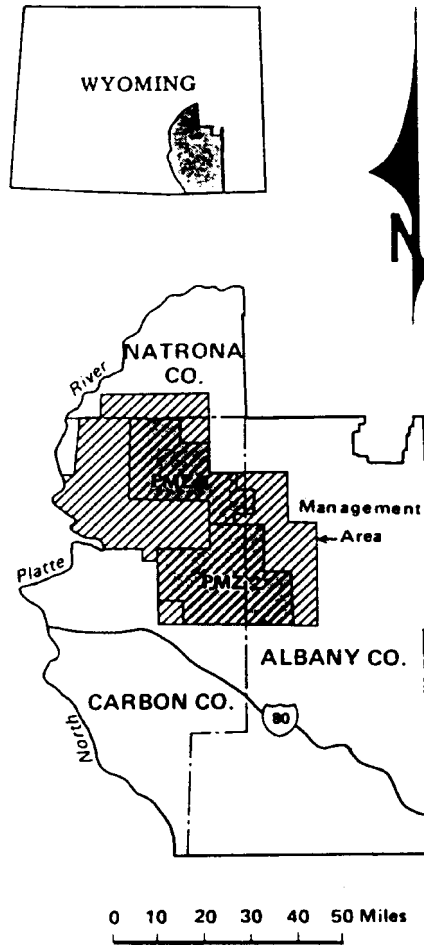 WYOMING
N
NATRONA
CO.
River
Management
Area
PMZ 2
Platte
ALBANY CO.
CARBON CO.
80
North
0 10 20 30 40 50 Miles